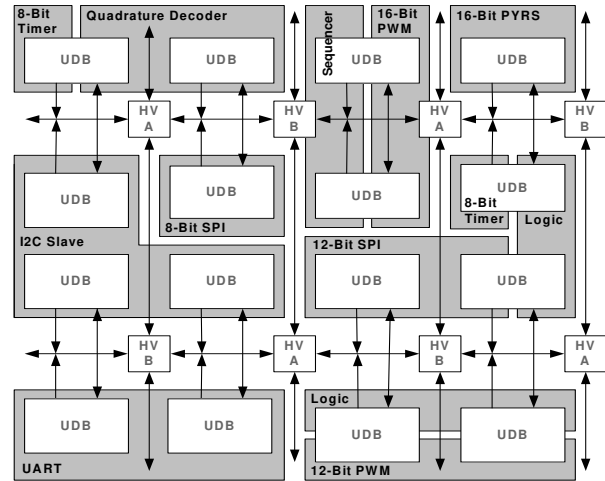 8-Bit
Timer
Quadrature Decoder
Sequencer
16-Bit
PWM
16-Bit PYRS
UDB
UDB
UDB
UDB
HV
A
HV
B
HV
A
HV
B
UDB
UDB
UDB
UDB
8-Bit
Timer
Logic
I2C Slave
8-Bit SPI
12-Bit SPI
UDB
UDB
UDB
UDB
HV
B
HV
A
HV
B
HV
A
Logic
UDB
UDB
UDB
UDB
UART
12-Bit PWM